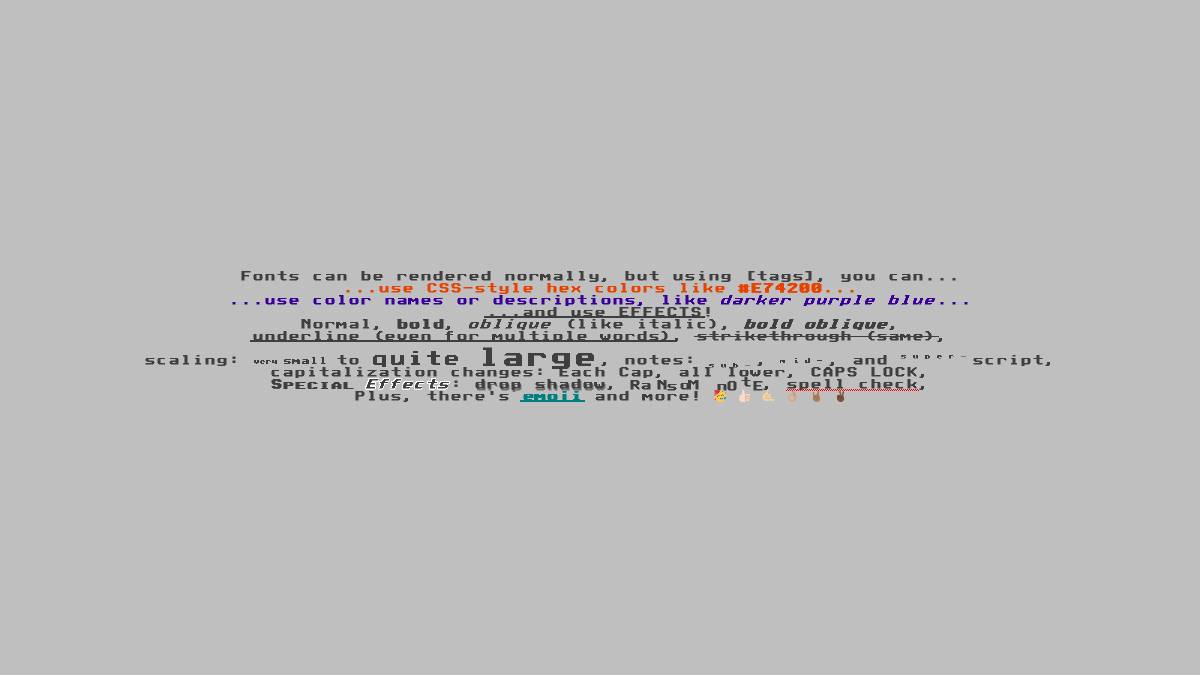 Fonts can be rendered normally, but using [tags], you can...
...use CSS-style hex colors like #E74200...
...use color names or descriptions, like darker purple blue...
...and use EFFECTS!
Normal, bold, oblique (like italic), bold oblique,
underline (even for multiple words), strikethrough (same),
scaling: very small to quite large, notes: sub-, mid-, and super-script,
capitalization changes: Each Cap, all lower, CAPS LOCK,
Special Effects: drop shadow, RaNsoM nOtE, spell check,
Plus, there's emoji and more! 🥳 👍🏻 🤙🏼 👌🏽 ✌🏾 ✌🏿